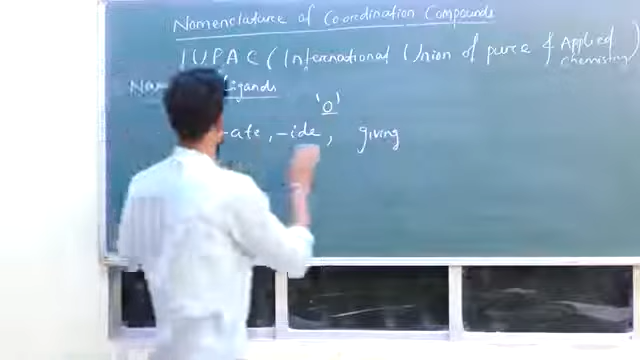 Nomenclature of Coordination Compounds
IUPAC (International Union of pure & Applied chemistry)
Ligands
'o'
-ate, -ide, giving